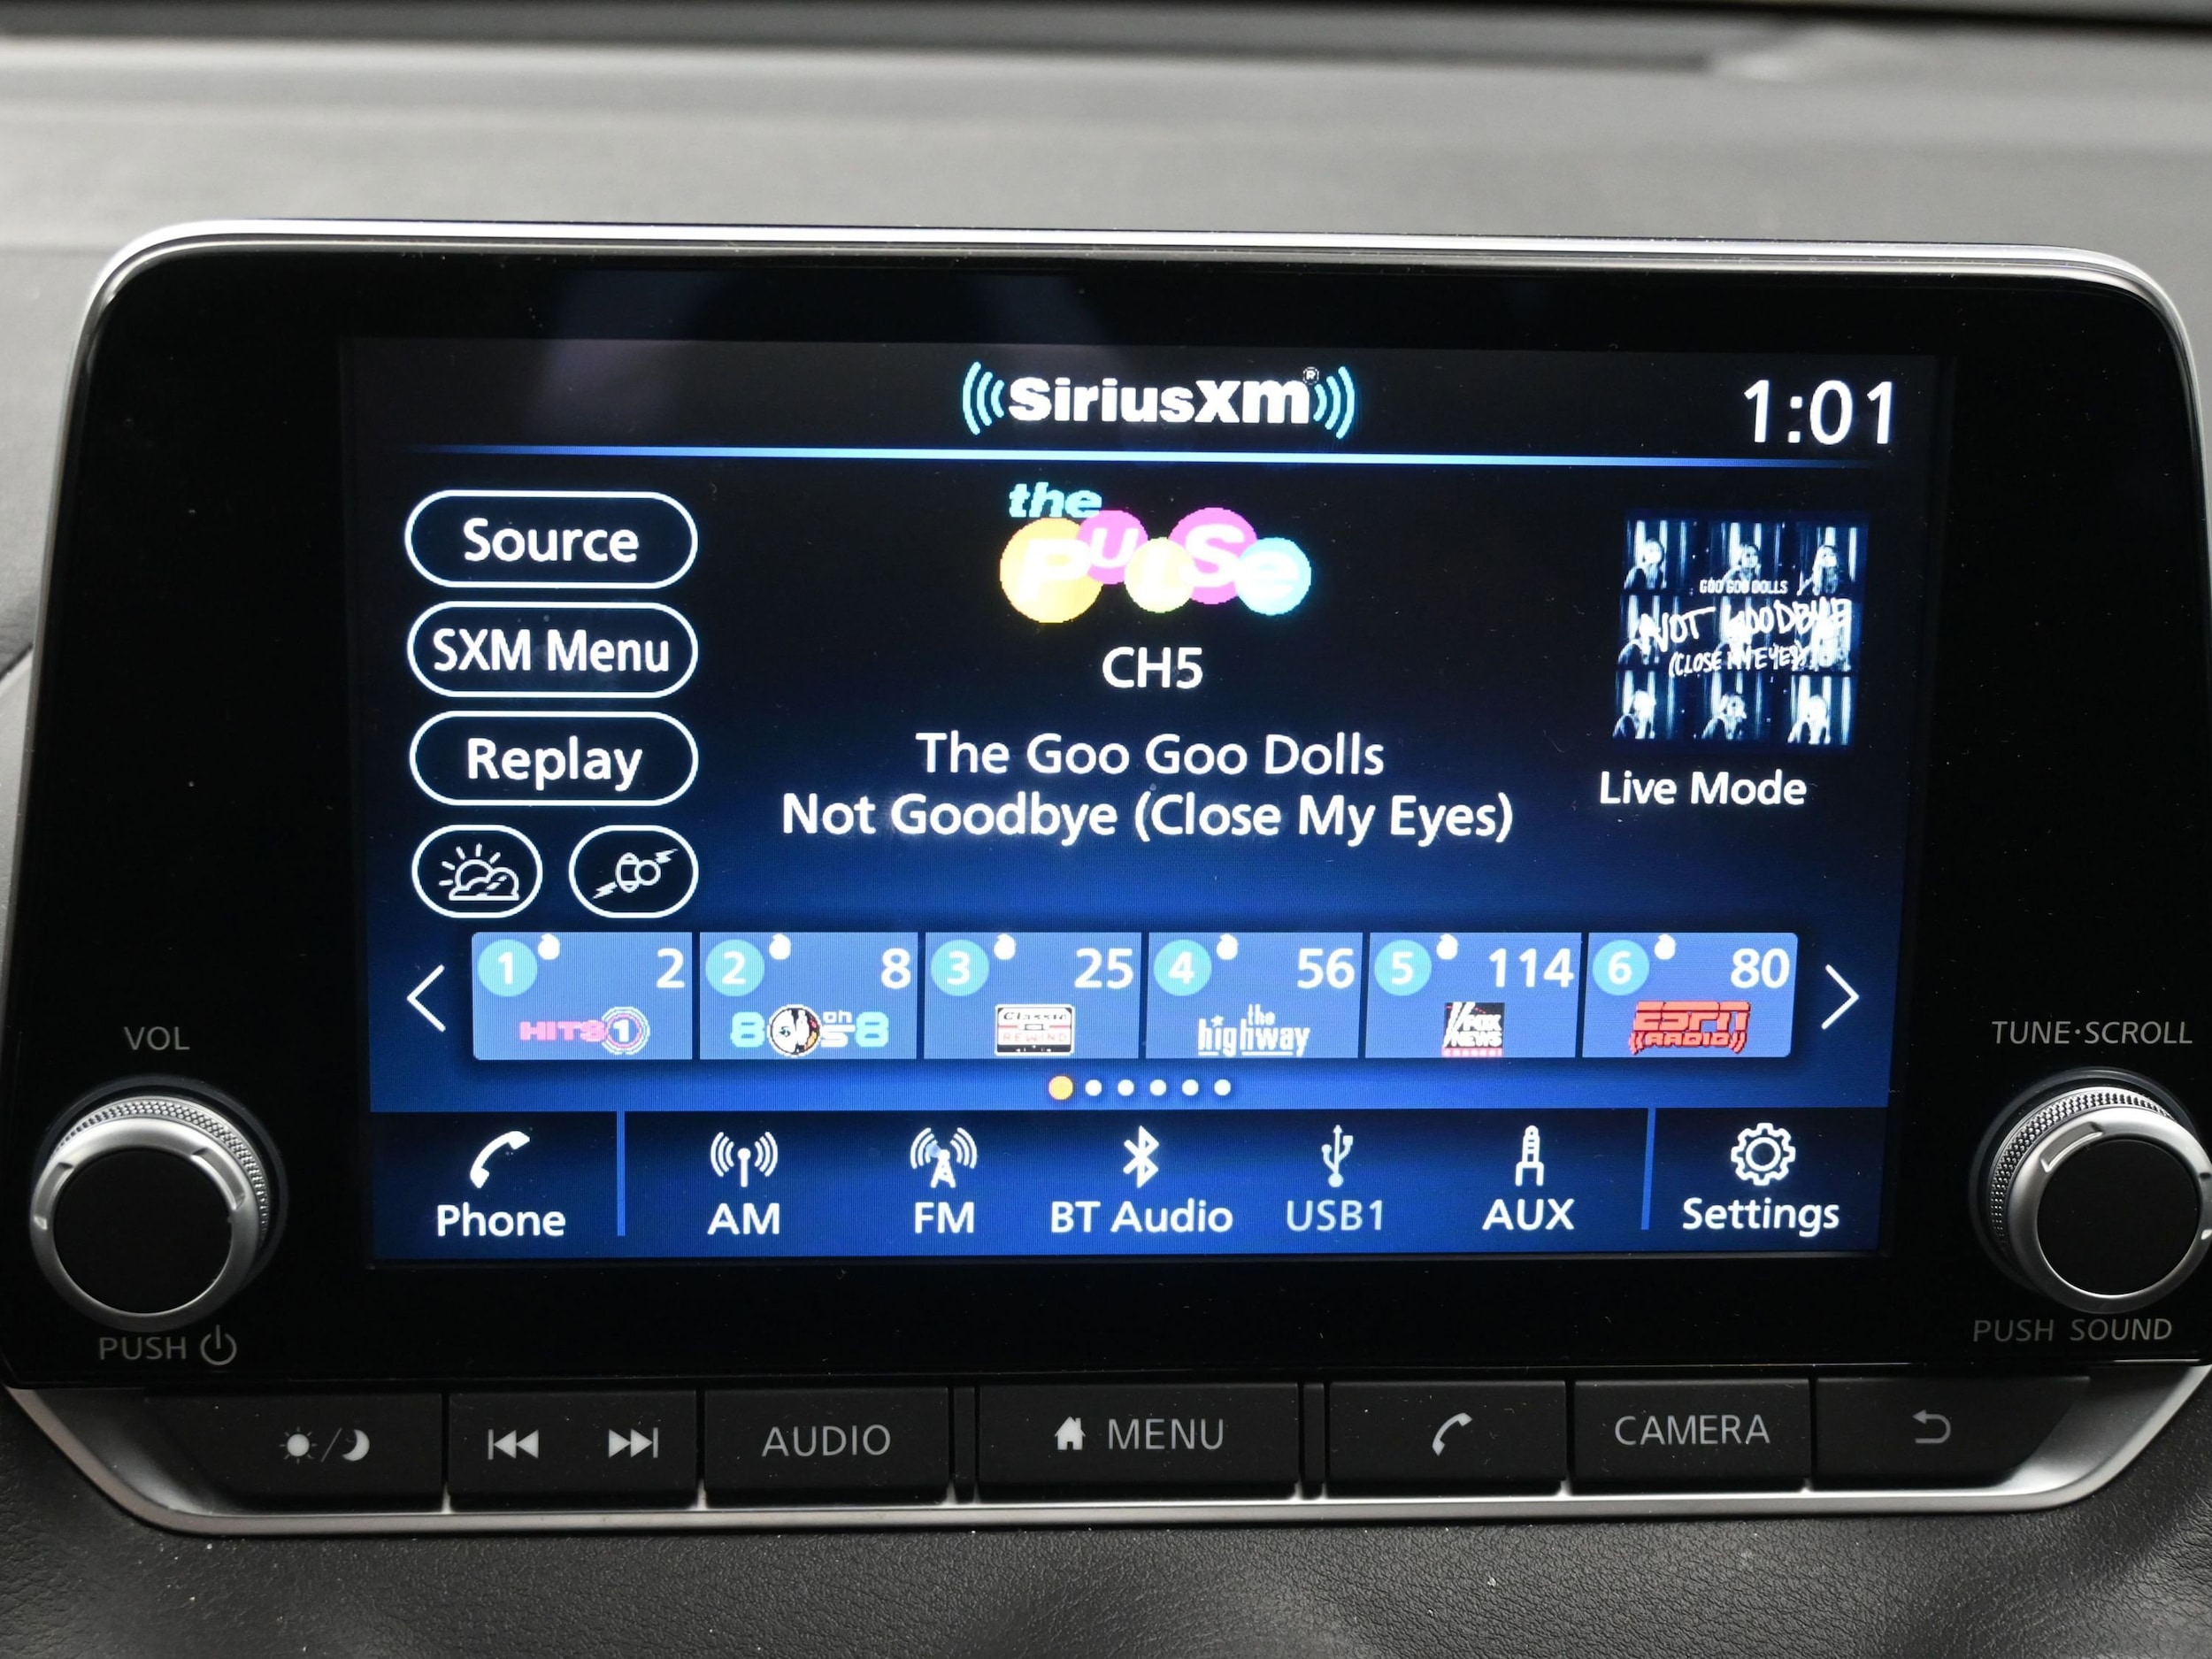 SiriusXm®
1:01
Source
SXM Menu
Replay
the
PULSe
CH5
The Goo Goo Dolls
Not Goodbye (Close My Eyes)
GOO GOO DOLLS
NOT GOODBYE
(CLOSE MY EYES)
Live Mode
1 2
HITS 1
2 8
80s on 8
3 25
Classic
REWIND
4 56
the
highway
5 114
FOX
NEWS
channel
6 80
ESPN
RADIO
Phone
AM
FM
BT Audio
USB1
AUX
Settings
VOL
PUSH
TUNE·SCROLL
PUSH SOUND
AUDIO
MENU
CAMERA